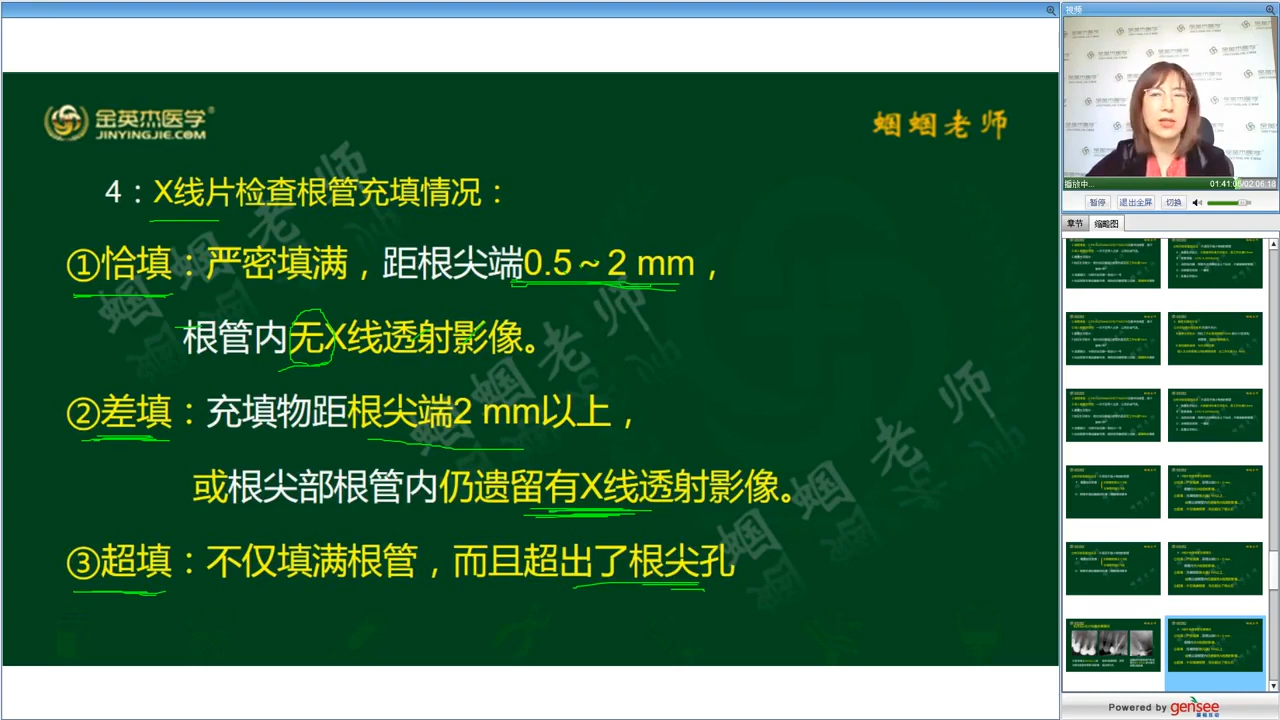 视频
金英杰医学®
JINYINGJIE.COM
蝈蝈老师
4：X线片检查根管充填情况：
①恰填：严密填满，距根尖端0.5～2 mm，
根管内无X线透射影像。
②差填：充填物距根尖端2 mm以上，
或根尖部根管内仍遗留有X线透射影像。
③超填：不仅填满根管，而且超出了根尖孔
播放中...
01:41:05/02:06:18
暂停
退出全屏
切换
章节
缩略图
Powered by gensee